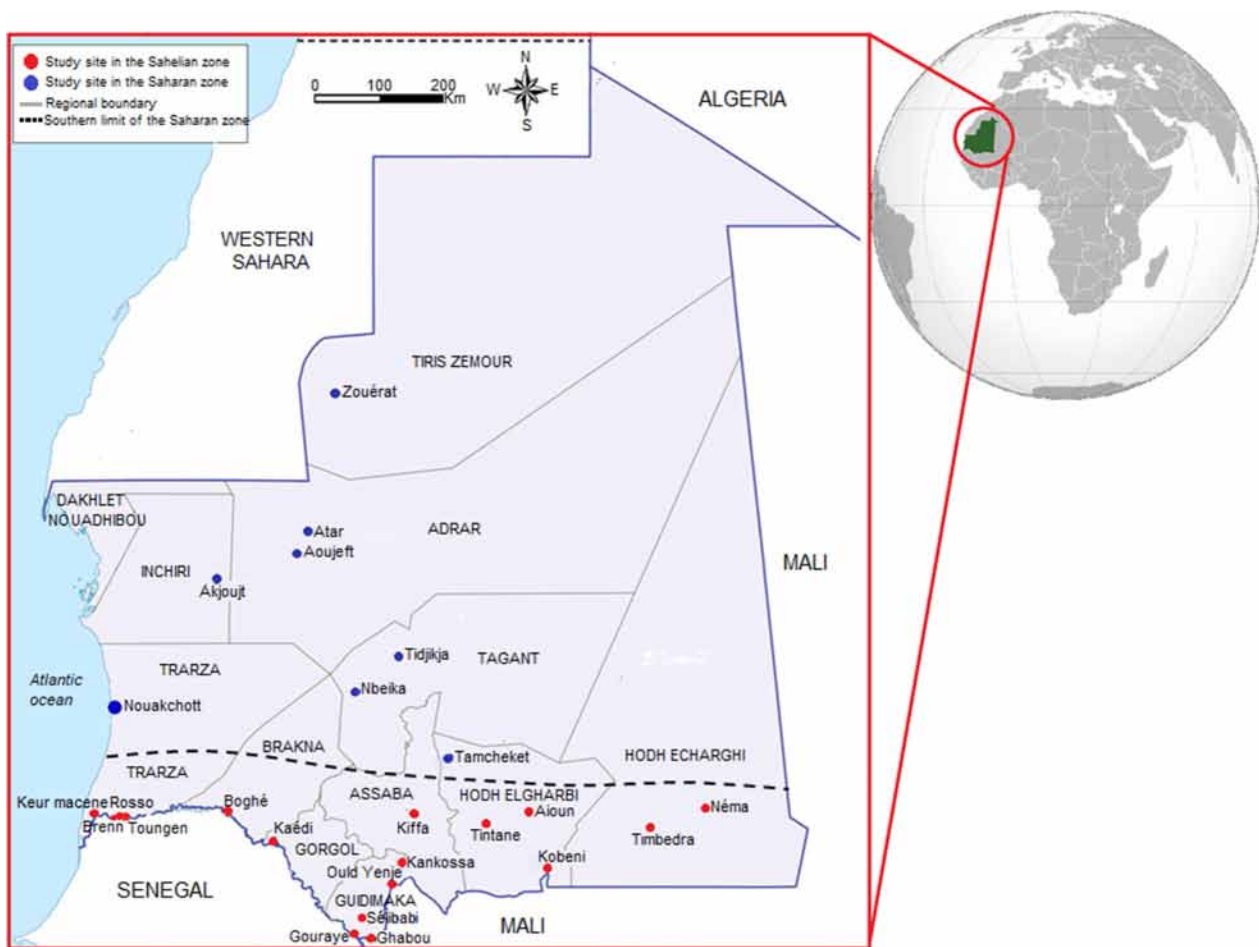 Study site in the Sahelian zone
Study site in the Saharan zone
Regional boundary
Southern limit of the Saharan zone
0 100 200
Km
N
W E
S
ALGERIA
WESTERN
SAHARA
TIRIS ZEMOUR
Zouérat
DAKHLET
NOUADHIBOU
Atar
ADRAR
Aoujeft
MALI
INCHIRI
Akjoujt
Tidjikja
TAGANT
TRARZA
Atlantic
ocean
Nbeika
Nouakchott
BRAKNA
Tamcheket
HODH ECHARGHI
TRARZA
ASSABA
HODH ELGHARBI
Keur macene
Rosso
Boghé
Aioun
Néma
Brenn
Toungen
Kiffa
Tintane
Timbedra
Kaédi
GORGOL
Kankossa
Kobeni
Ould Yenje
SENEGAL
GUIDIMAKA
Sélibabi
MALI
Gouraye
Ghabou